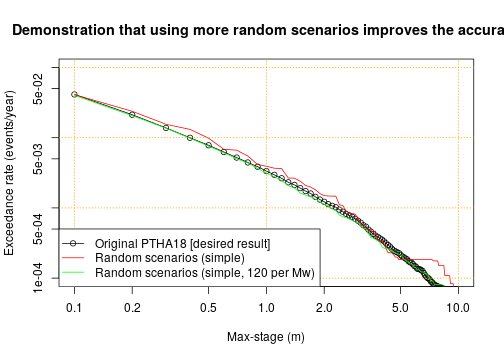 Demonstration that using more random scenarios improves the accura
Exceedance rate (events/year)
5e-02
5e-03
5e-04
1e-04
Original PTHA18 [desired result]
Random scenarios (simple)
Random scenarios (simple, 120 per Mw)
0.1 0.2 0.5 1.0 2.0 5.0 10.0
Max-stage (m)